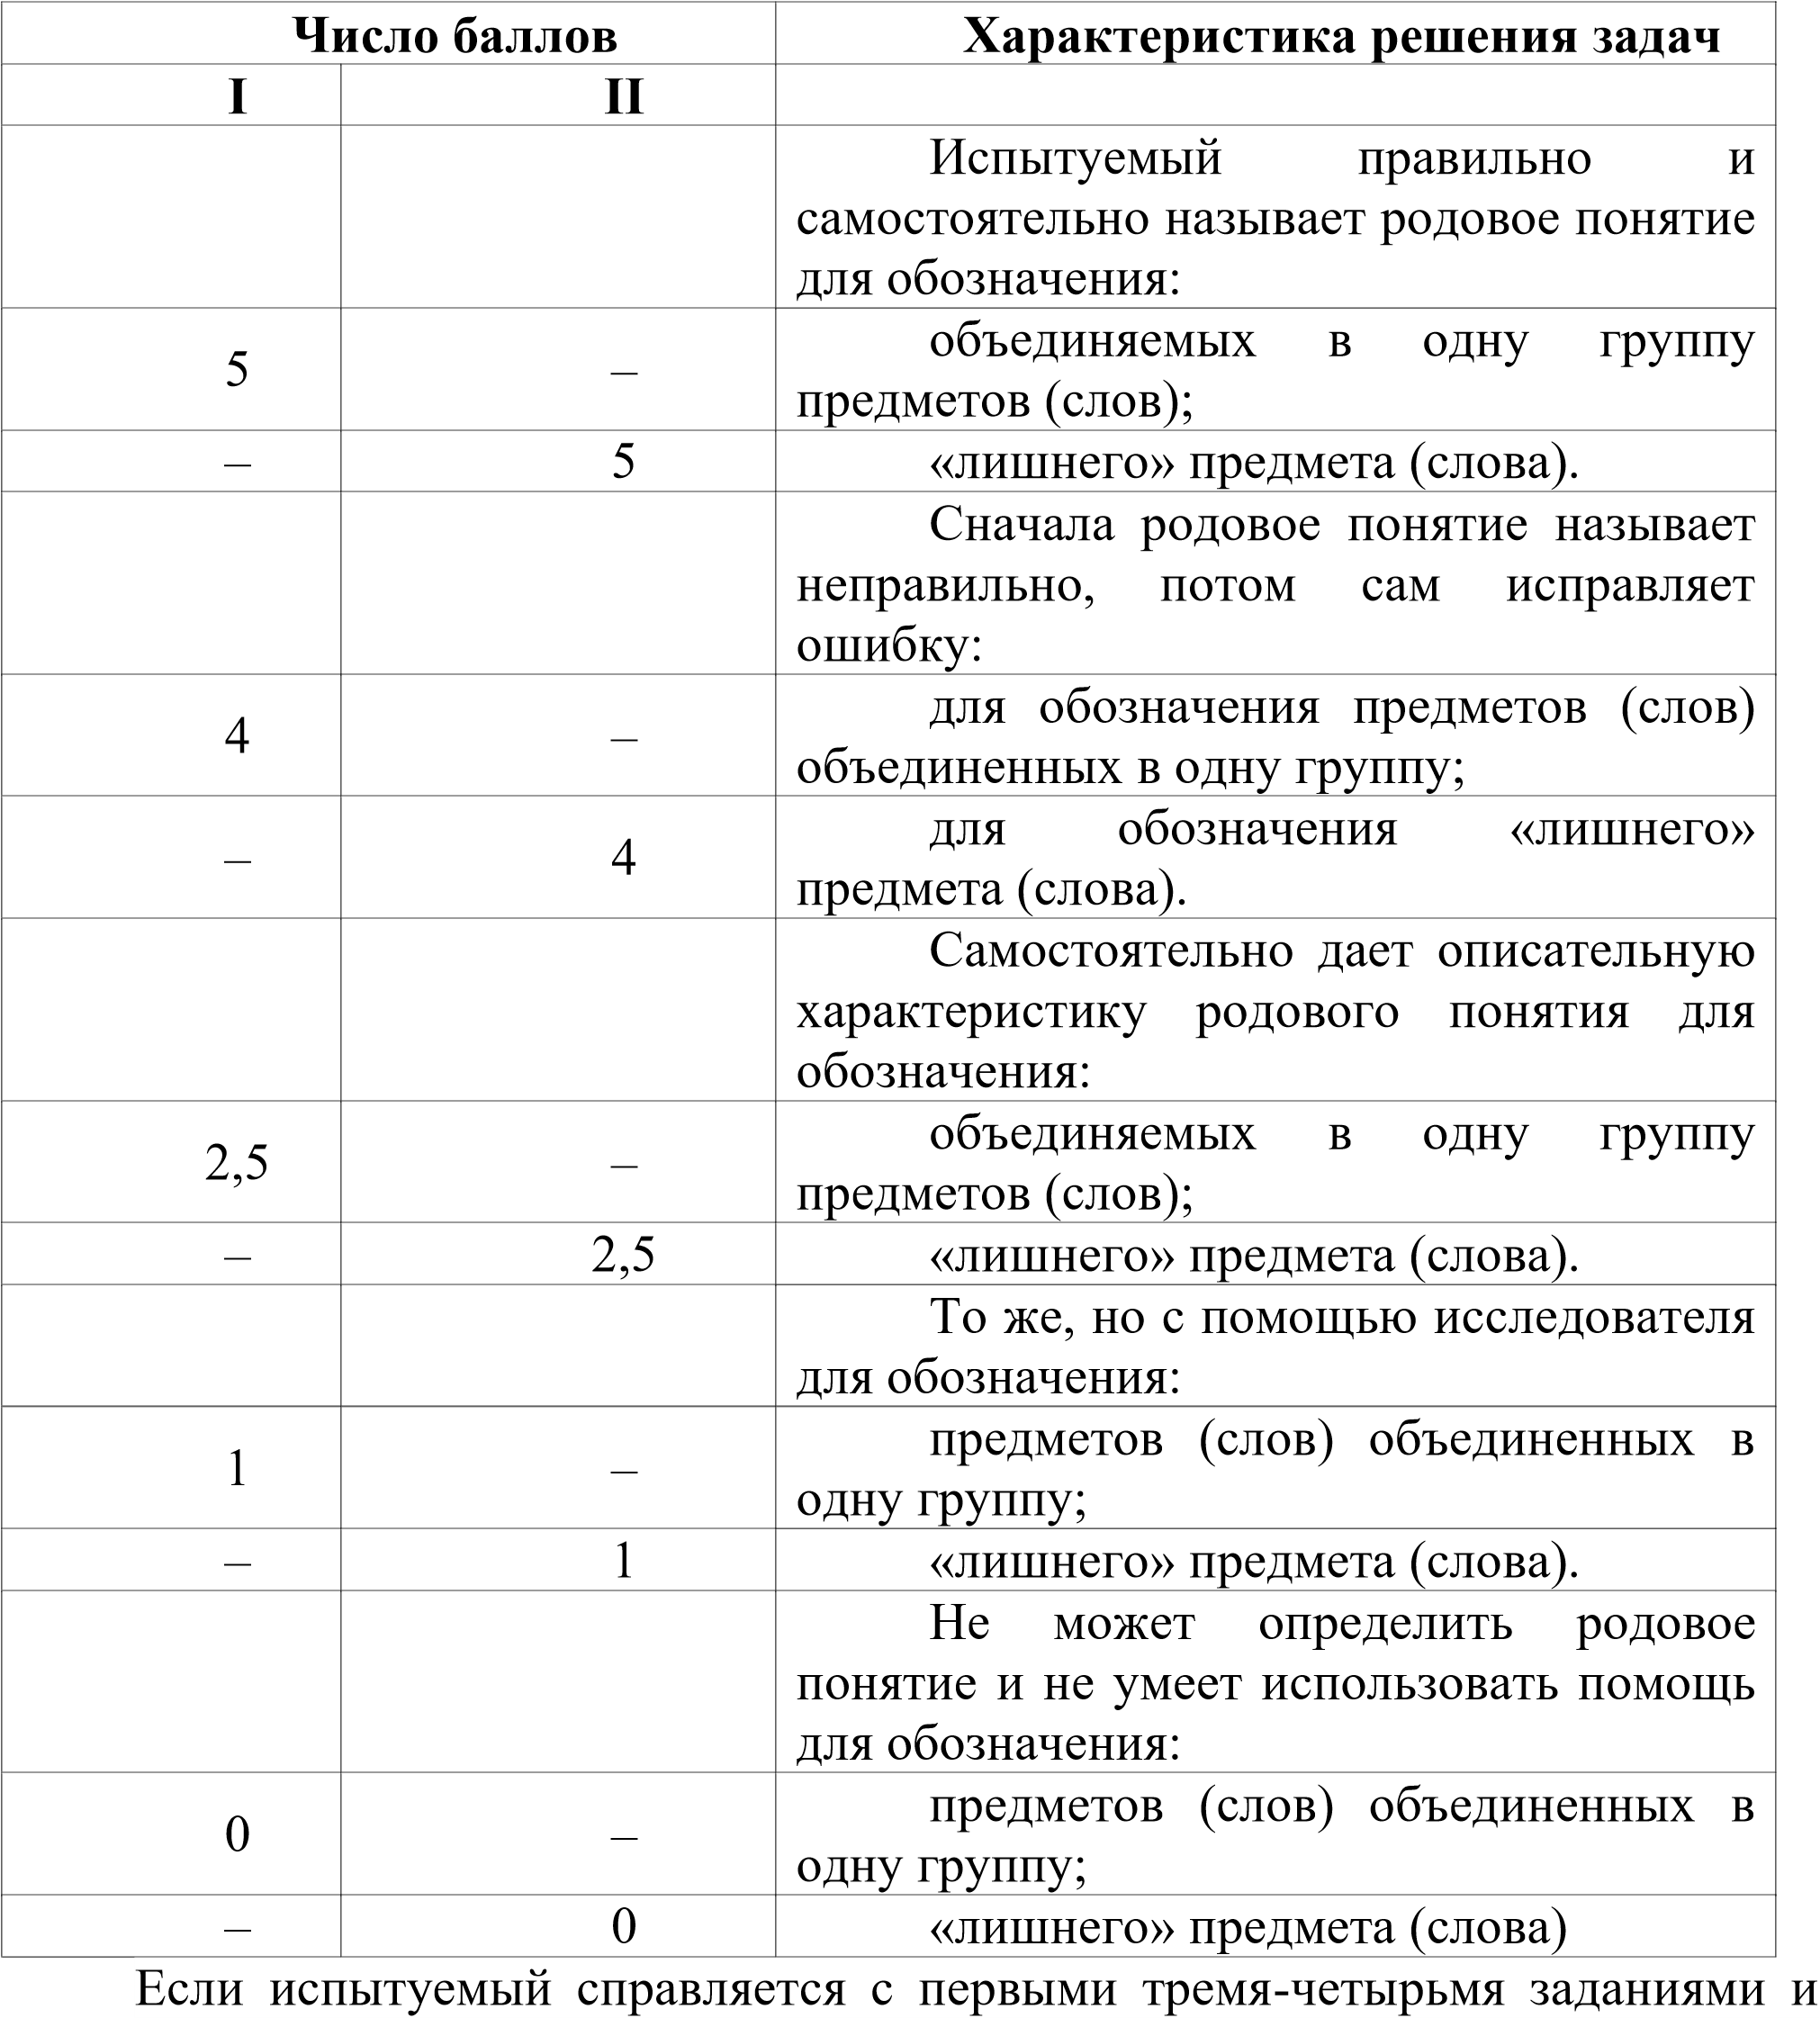 Число баллов Характеристика решения задач
I II
Испытуемый правильно и
самостоятельно называет родовое понятие
для обозначения:
объединяемых в одну группу
5 –
предметов (слов);
– 5 «лишнего» предмета (слова).
Сначала родовое понятие называет
неправильно, потом сам исправляет
ошибку:
для обозначения предметов (слов)
4 –
объединенных в одну группу;
для обозначения «лишнего»
– 4
предмета (слова).
Самостоятельно дает описательную
характеристику родового понятия для
обозначения:
объединяемых в одну группу
2,5 –
предметов (слов);
– 2,5 «лишнего» предмета (слова).
То же, но с помощью исследователя
для обозначения:
предметов (слов) объединенных в
1 –
одну группу;
– 1 «лишнего» предмета (слова).
Не может определить родовое
понятие и не умеет использовать помощь
для обозначения:
предметов (слов) объединенных в
0 –
одну группу;
– 0 «лишнего» предмета (слова)
Если испытуемый справляется с первыми тремя-четырьмя заданиями и